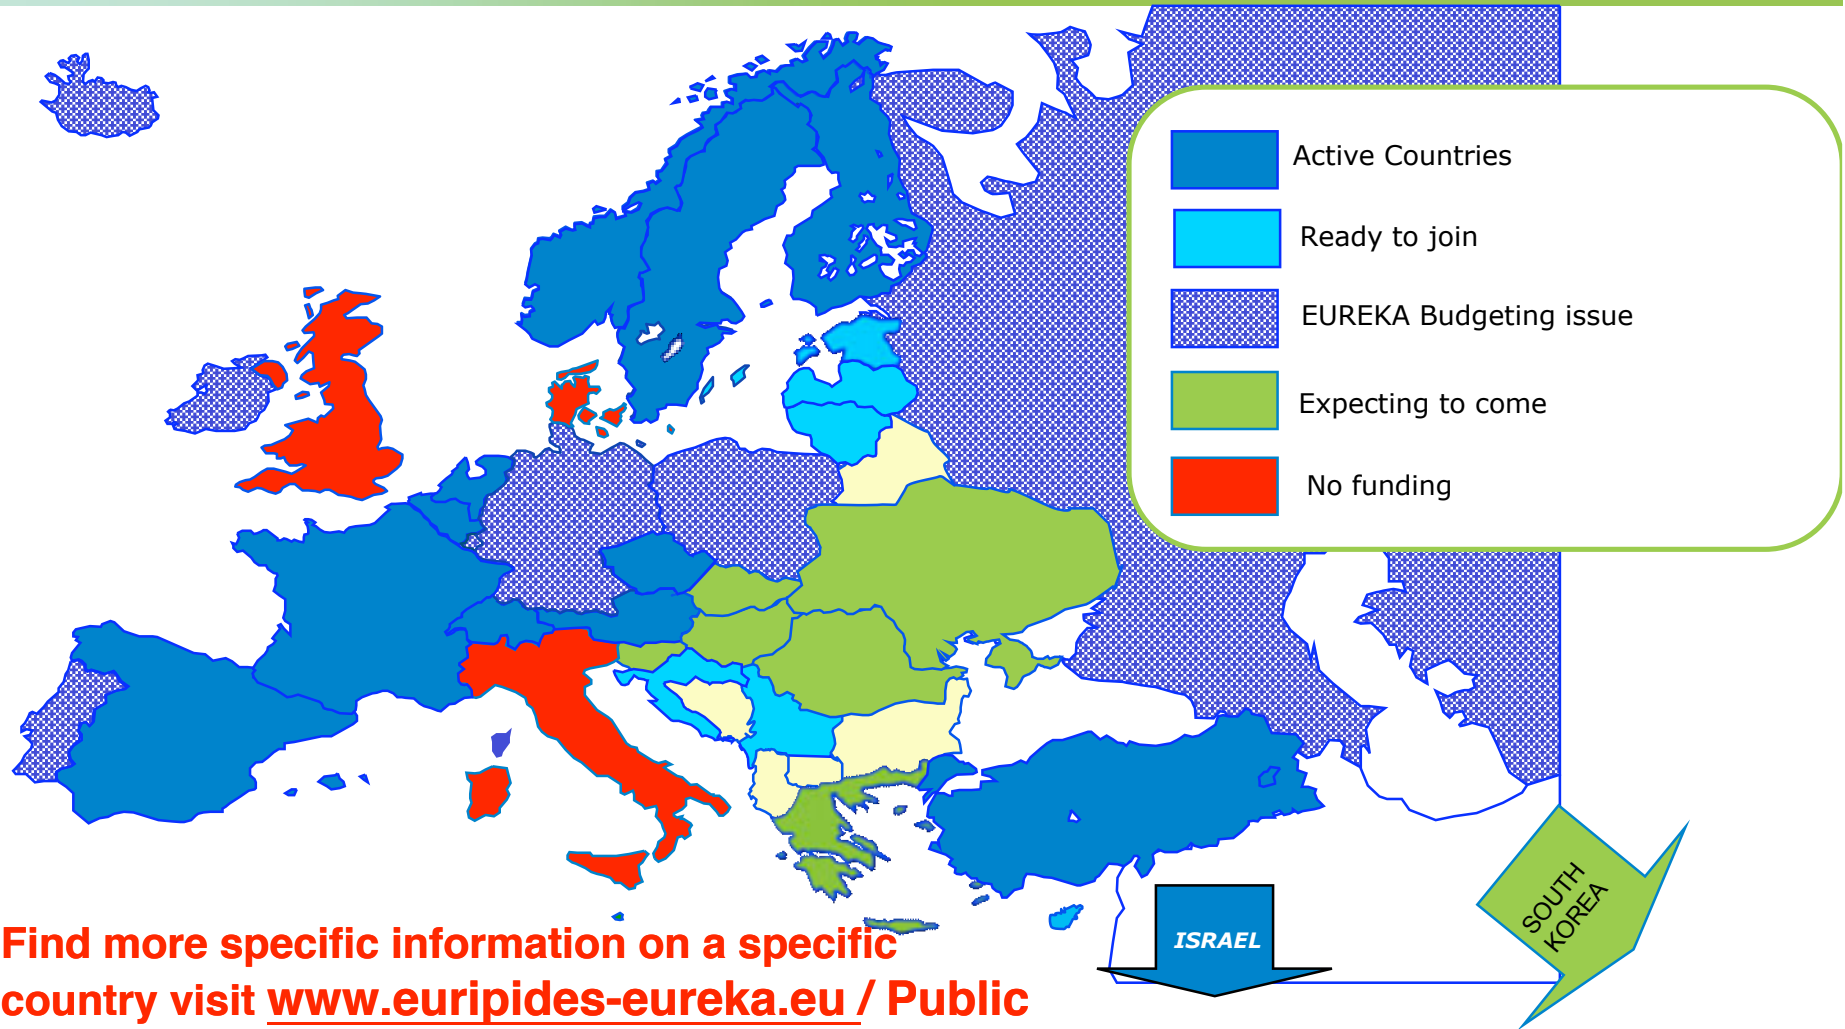 Active Countries
Ready to join
EUREKA Budgeting issue
Expecting to come
No funding
SOUTH
KOREA
ISRAEL
Find more specific information on a specific
country visit www.euripides-eureka.eu / Public